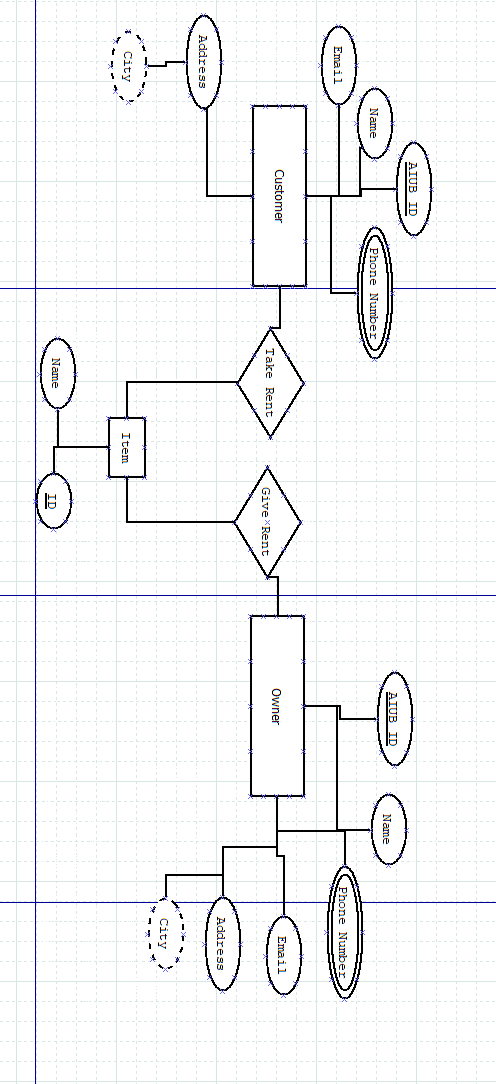 AIUB ID
Name
Email
Phone Number
Address
City
Customer
Take Rent
Item
Name
ID
Give Rent
Owner
AIUB ID
Name
Phone Number
Email
Address
City